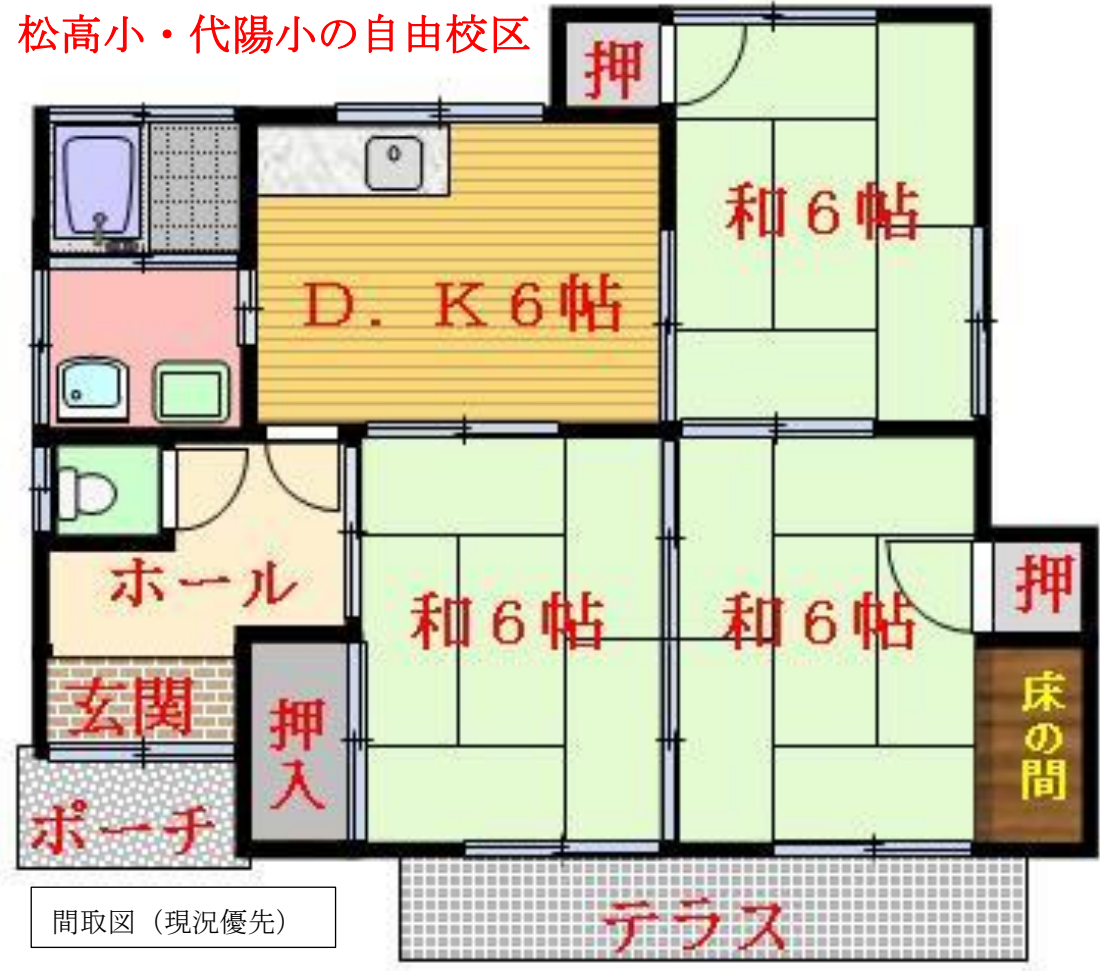 松高小・代陽小の自由校区
押
和６帖
Ｄ．Ｋ６帖
ホール
和６帖
和６帖
押
玄関
押入
床の間
ポーチ
テラス
間取図（現況優先）